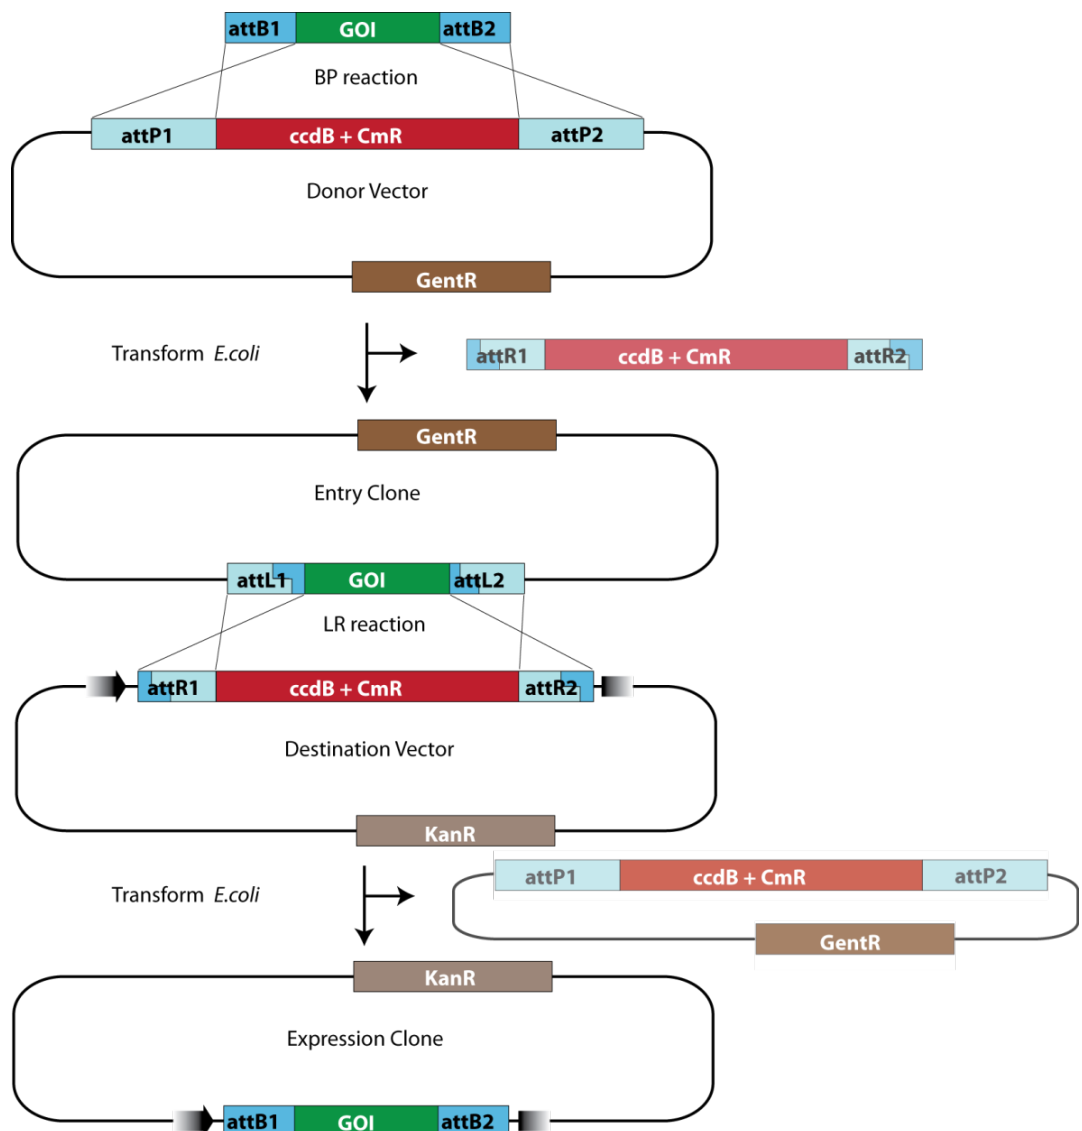 attB1 GOI attB2
BP reaction
attP1 ccdB + CmR attP2
Donor Vector
GentR
Transform E.coli
attR1 ccdB + CmR attR2
GentR
Entry Clone
attL1 GOI attL2
LR reaction
attR1 ccdB + CmR attR2
Destination Vector
KanR
attP1 ccdB + CmR attP2
Transform E.coli
GentR
KanR
Expression Clone
attB1 GOI attB2